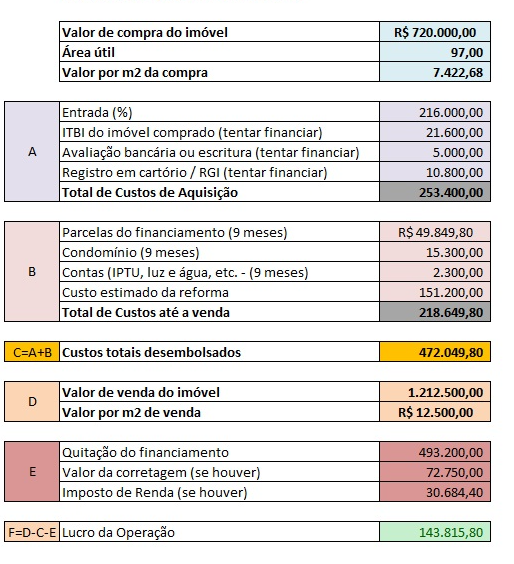 Valor de compra do imóvel R$ 720.000,00
Área útil 97,00
Valor por m2 da compra 7.422,68
Entrada (%) 216.000,00
ITBI do imóvel comprado (tentar financiar) 21.600,00
A Avaliação bancária ou escritura (tentar financiar) 5.000,00
Registro em cartório / RGI (tentar financiar) 10.800,00
Total de Custos de Aquisição 253.400,00
Parcelas do financiamento (9 meses) R$ 49.849,80
Condomínio (9 meses) 15.300,00
B Contas (IPTU, luz e água, etc. - (9 meses) 2.300,00
Custo estimado da reforma 151.200,00
Total de Custos até a venda 218.649,80
C=A+B Custos totais desembolsados 472.049,80
D Valor de venda do imóvel 1.212.500,00
Valor por m2 de venda R$ 12.500,00
Quitação do financiamento 493.200,00
E Valor da corretagem (se houver) 72.750,00
Imposto de Renda (se houver) 30.684,40
F=D-C-E Lucro da Operação 143.815,80